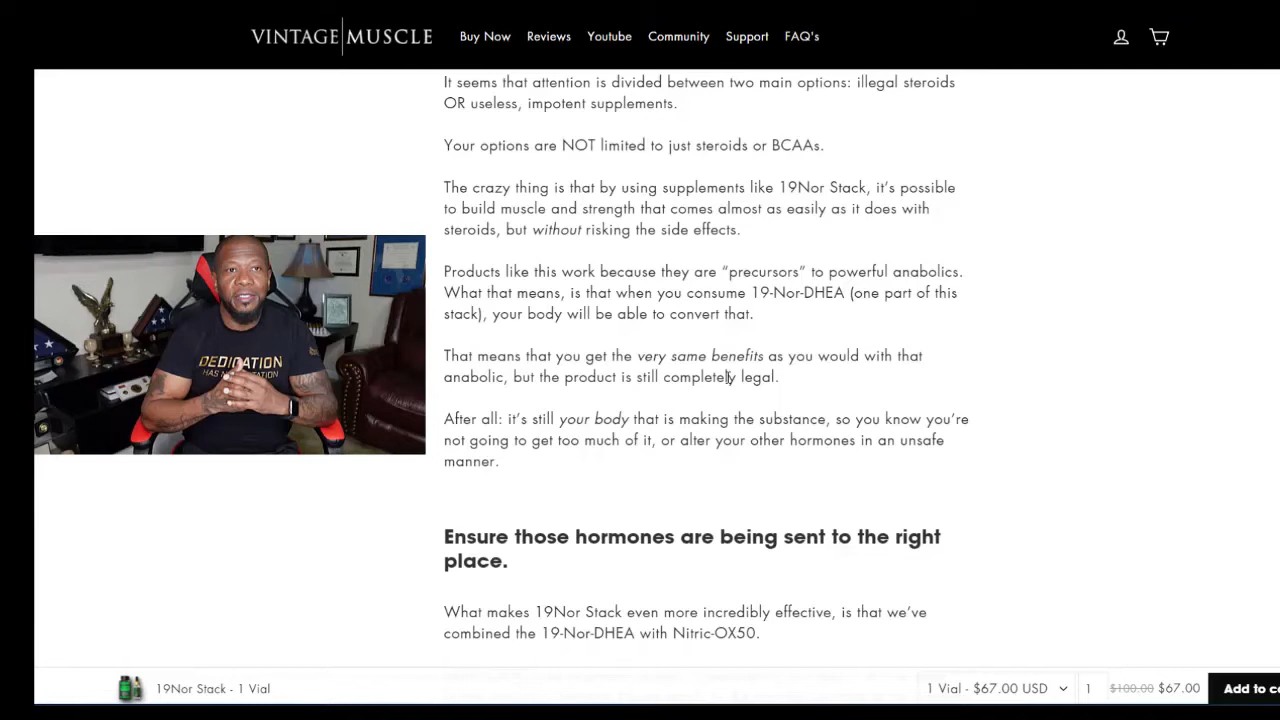 VINTAGE MUSCLE Buy Now Reviews Youtube Community Support FAQ's
It seems that attention is divided between two main options: illegal steroids
OR useless, impotent supplements.
Your options are NOT limited to just steroids or BCAAs.
The crazy thing is that by using supplements like 19Nor Stack, it's possible
to build muscle and strength that comes almost as easily as it does with
steroids, but without risking the side effects.
Products like this work because they are “precursors” to powerful anabolics.
What that means, is that when you consume 19-Nor-DHEA (one part of this
stack), your body will be able to convert that.
That means that you get the very same benefits as you would with that
anabolic, but the product is still completely legal.
After all: it's still your body that is making the substance, so you know you're
not going to get too much of it, or alter your other hormones in an unsafe
manner.
Ensure those hormones are being sent to the right
place.
What makes 19Nor Stack even more incredibly effective, is that we've
combined the 19-Nor-DHEA with Nitric-OX50.
DEDICATION
HAS NO
19Nor Stack - 1 Vial 1 Vial - $67.00 USD 1 $100.00 $67.00 Add to c